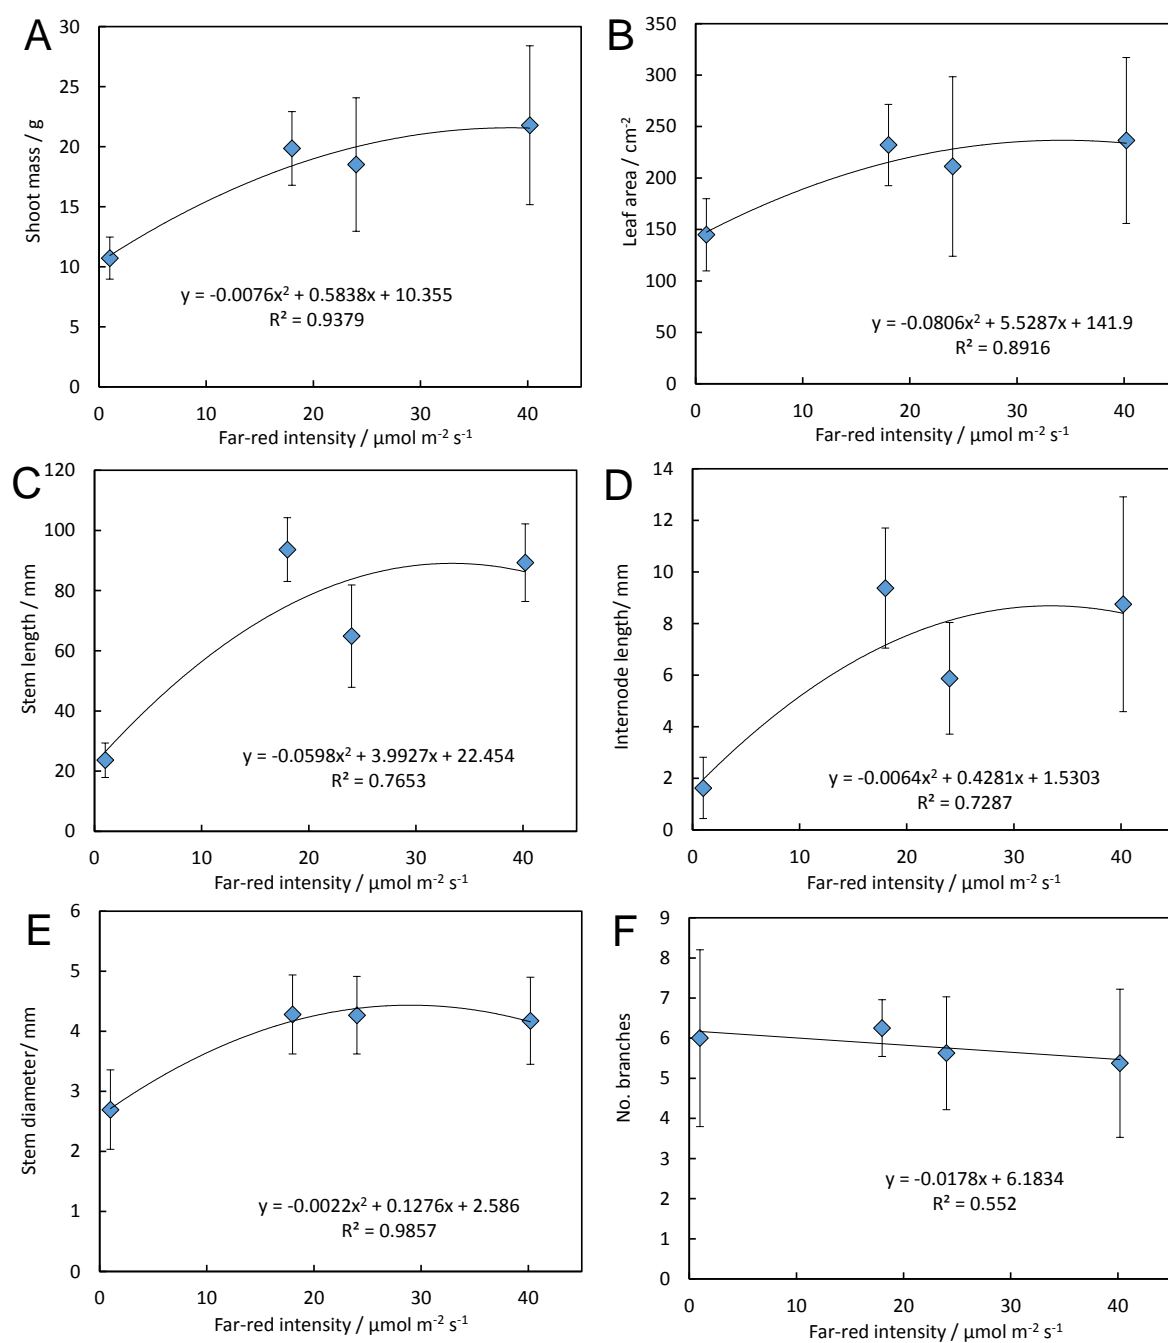 A
30
25
20
15
10
5
0
Shoot mass / g
y = -0.0076x² + 0.5838x + 10.355
R² = 0.9379
0 10 20 30 40
Far-red intensity / µmol m⁻² s⁻¹
B
350
300
250
200
150
100
50
0
Leaf area / cm⁻²
y = -0.0806x² + 5.5287x + 141.9
R² = 0.8916
0 10 20 30 40
Far-red intensity / µmol m⁻² s⁻¹
C
120
100
80
60
40
20
0
Stem length / mm
y = -0.0598x² + 3.9927x + 22.454
R² = 0.7653
0 10 20 30 40
Far-red intensity / µmol m⁻² s⁻¹
D
14
12
10
8
6
4
2
0
Internode length/ mm
y = -0.0064x² + 0.4281x + 1.5303
R² = 0.7287
0 10 20 30 40
Far-red intensity / µmol m⁻² s⁻¹
E
6
5
4
3
2
1
0
Stem diameter/ mm
y = -0.0022x² + 0.1276x + 2.586
R² = 0.9857
0 10 20 30 40
Far-red intensity / µmol m⁻² s⁻¹
F
9
8
7
6
5
4
3
2
1
0
No. branches
y = -0.0178x + 6.1834
R² = 0.552
0 10 20 30 40
Far-red intensity / µmol m⁻² s⁻¹